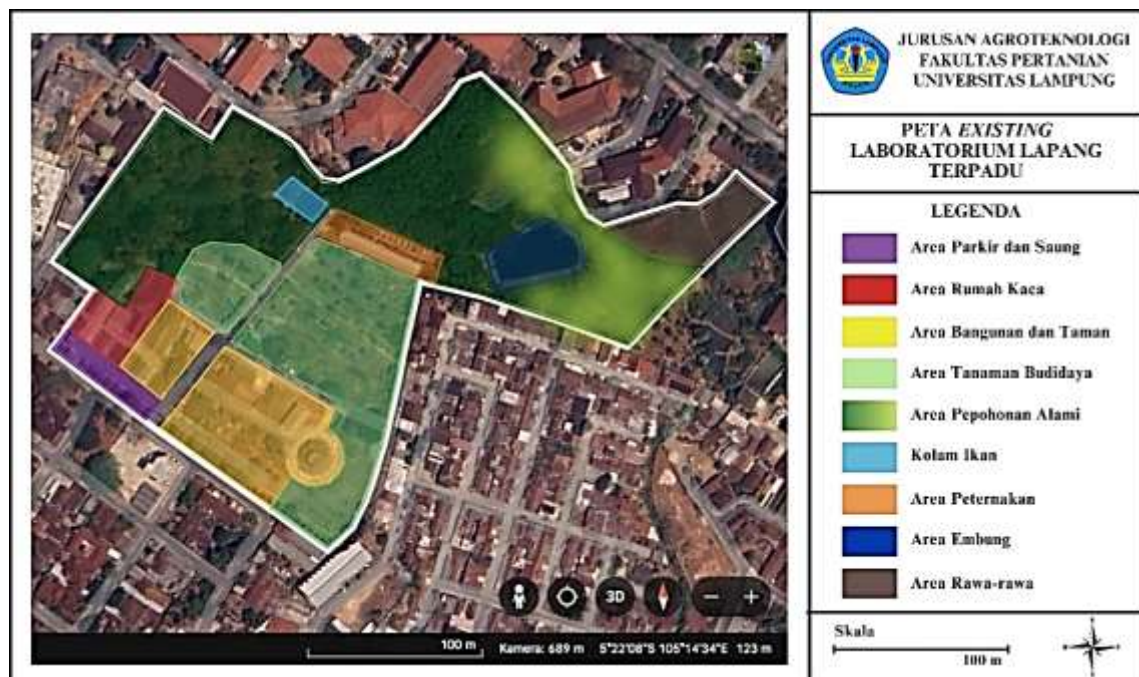 JURUSAN AGROTEKNOLOGI
FAKULTAS PERTANIAN
UNIVERSITAS LAMPUNG
PETA EXISTING
LABORATORIUM LAPANG
TERPADU
LEGENDA
Area Parkir dan Saung
Area Rumah Kaca
Area Bangunan dan Taman
Area Tanaman Budidaya
Area Pepohonan Alami
Kolam Ikan
Area Peternakan
Area Embung
Area Rawa-rawa
Skala
100 m
3D
100 m Kamera: 689 m 5°22'08"S 105°14'34"E 123 m